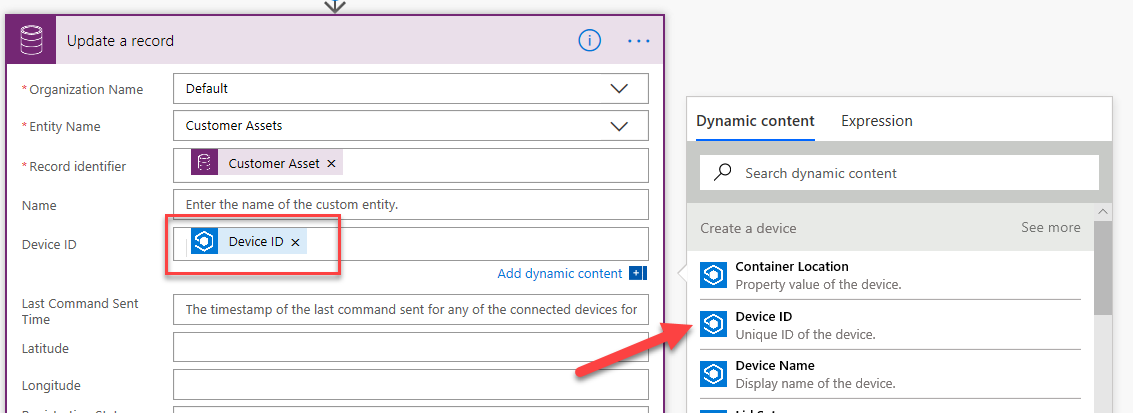 Update a record
* Organization Name
Default
* Entity Name
Customer Assets
* Record identifier
Customer Asset ×
Name
Enter the name of the custom entity.
Device ID
Device ID ×
Add dynamic content
Last Command Sent
Time
The timestamp of the last command sent for any of the connected devices for
Latitude
Longitude
Dynamic content
Expression
Search dynamic content
Create a device
See more
Container Location
Property value of the device.
Device ID
Unique ID of the device.
Device Name
Display name of the device.